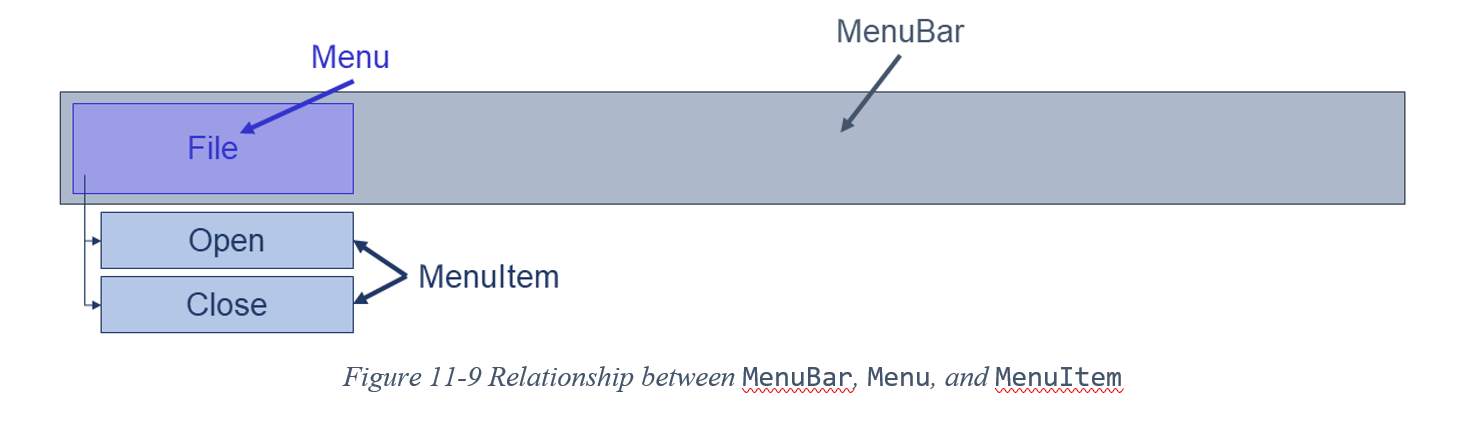 MenuBar
Menu
File
Open
MenuItem
Close
Figure 11-9 Relationship between MenuBar, Menu, and MenuItem